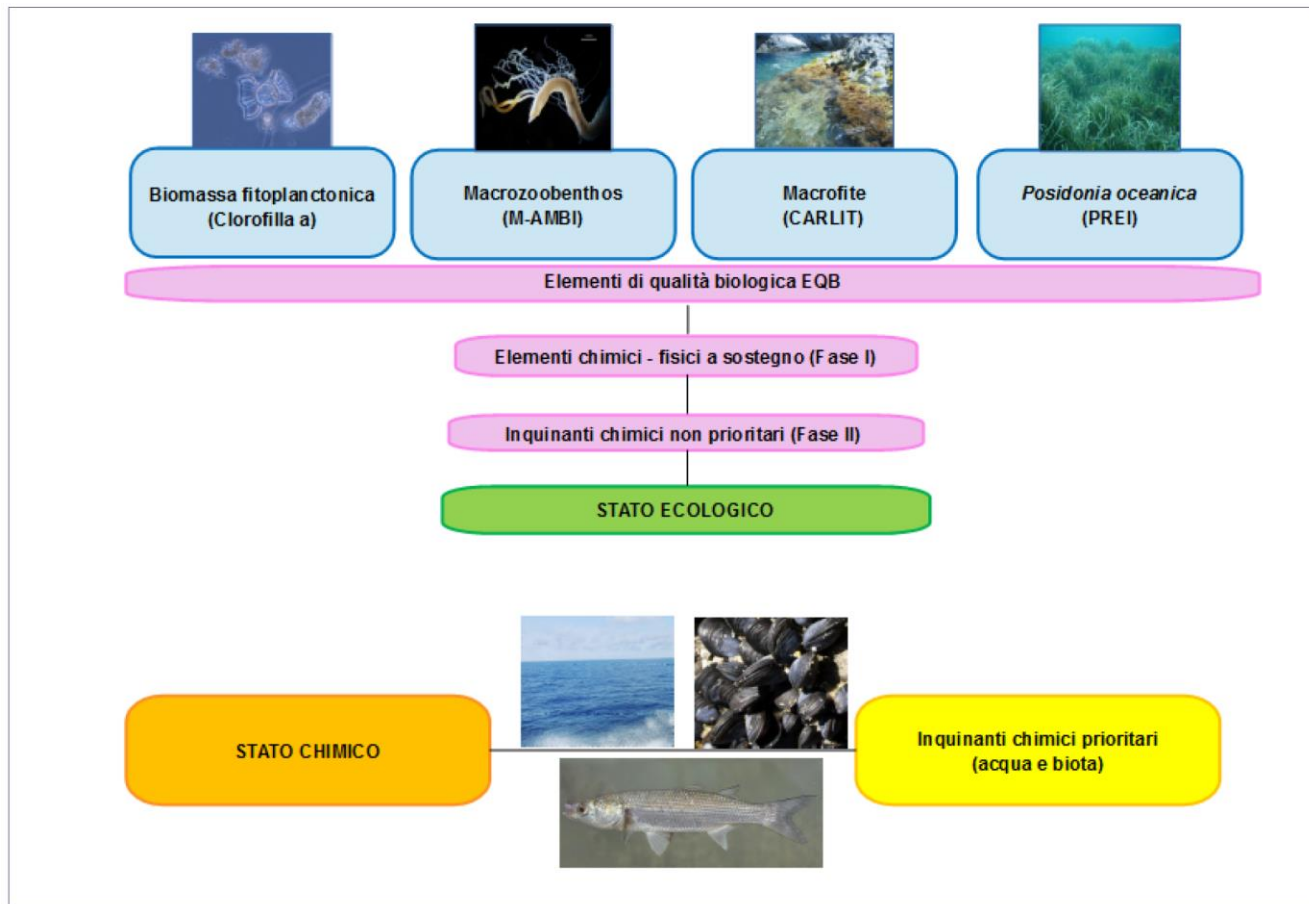 Biomassa fitoplanctonica
(Clorofilla a)
Macrozoobenthos
(M-AMBI)
Macrofite
(CARLIT)
Posidonia oceanica
(PREI)
Elementi di qualità biologica EQB
Elementi chimici - fisici a sostegno (Fase I)
Inquinanti chimici non prioritari (Fase II)
STATO ECOLOGICO
STATO CHIMICO
Inquinanti chimici prioritari
(acqua e biota)